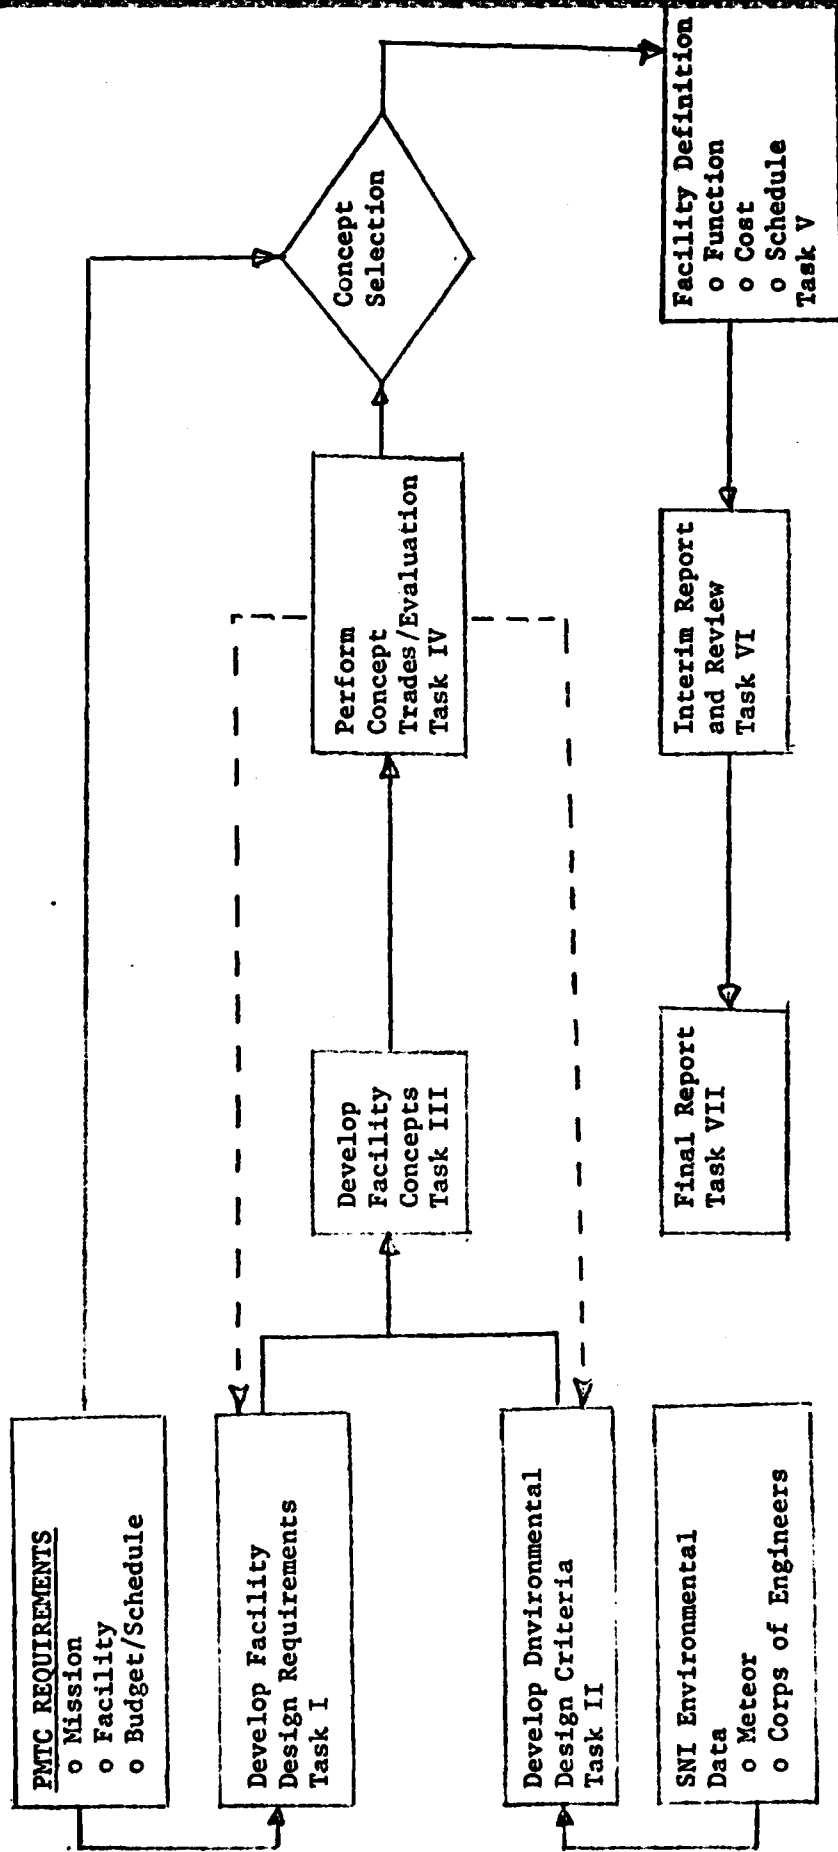 PMTC REQUIREMENTS
o Mission
o Facility
o Budget/Schedule
Develop Facility
Design Requirements
Task I
Develop Dnvironmental
Design Criteria
Task II
SNI Environmental
Data
o Meteor
o Corps of Engineers
Develop
Facility
Concepts
Task III
Perform
Concept
Trades/Evaluation
Task IV
Concept
Selection
Facility Definition
o Function
o Cost
o Schedule
Task V
Interim Report
and Review
Task VI
Final Report
Task VII